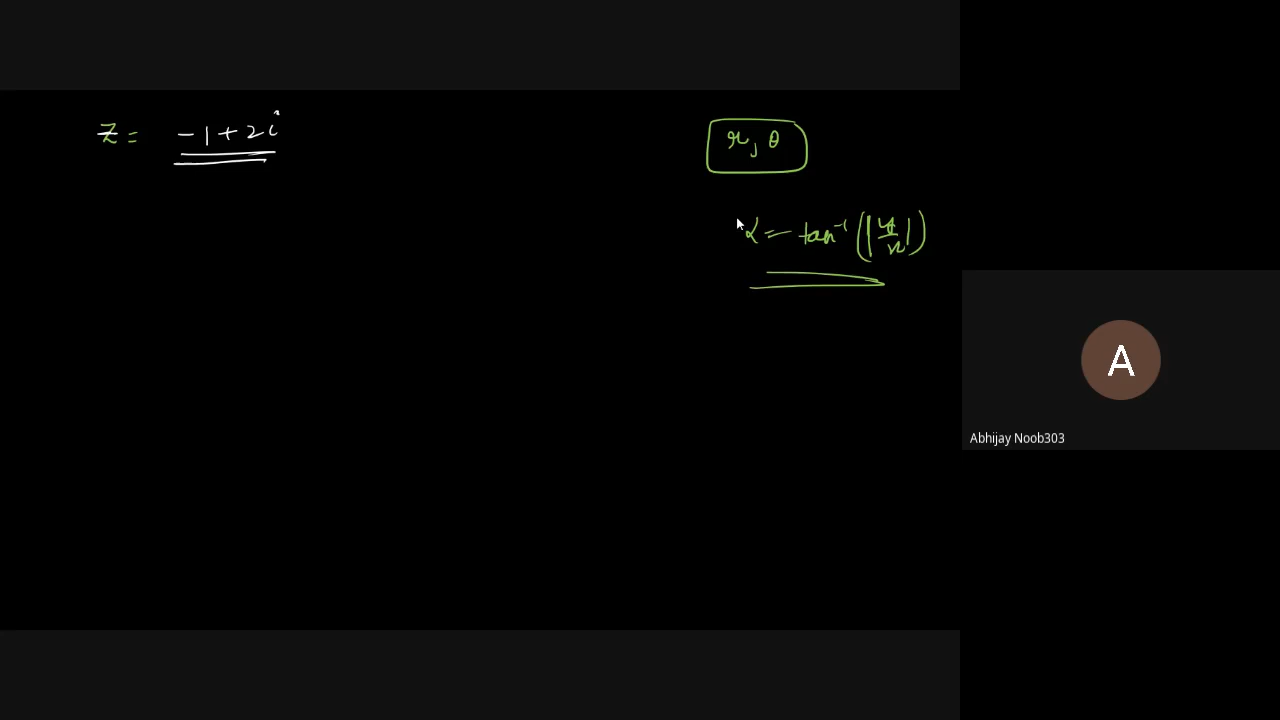 z = -1+2i
r, θ
α = tan⁻¹(|y/x|)
A
Abhijay Noob303